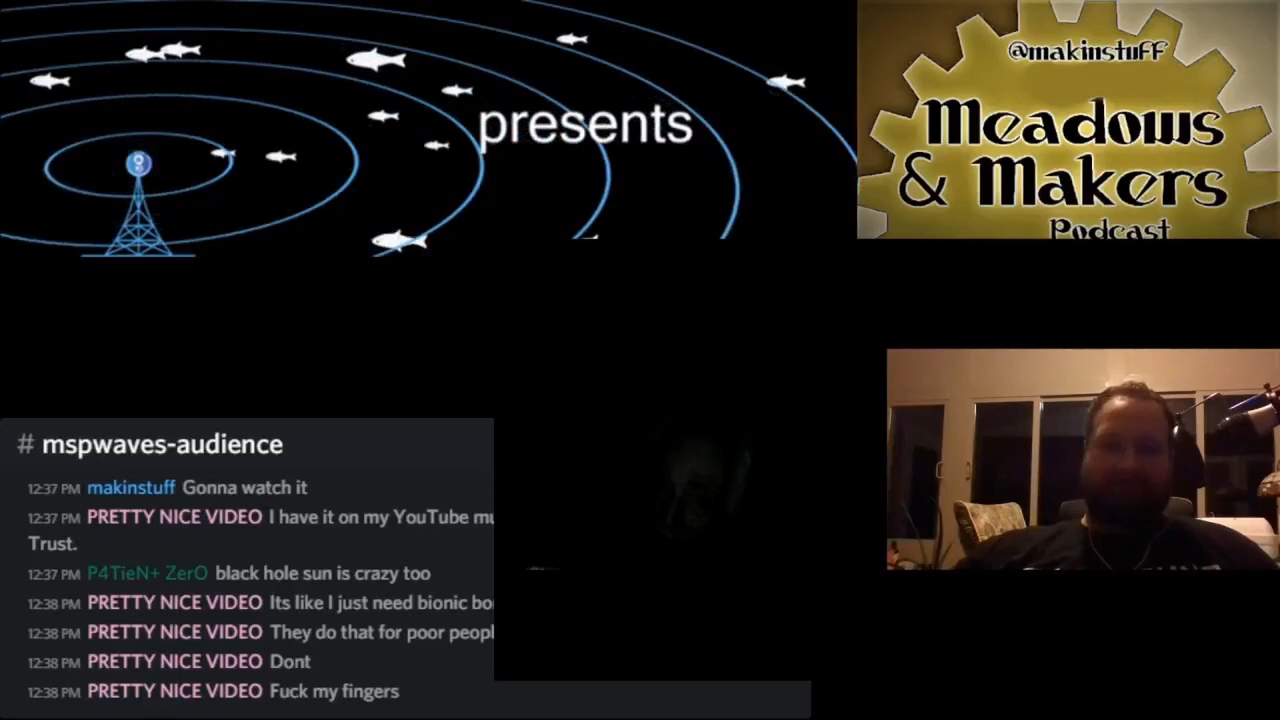 presents
@makinstuff
Meadows
& Makers
Podcast
# mspwaves-audience
12:37 PM makinstuff Gonna watch it
12:37 PM PRETTY NICE VIDEO I have it on my YouTube mu
Trust.
12:37 PM P4TieN+ ZerO black hole sun is crazy too
12:38 PM PRETTY NICE VIDEO Its like I just need bionic bo
12:38 PM PRETTY NICE VIDEO They do that for poor peopl
12:38 PM PRETTY NICE VIDEO Dont
12:38 PM PRETTY NICE VIDEO Fuck my fingers